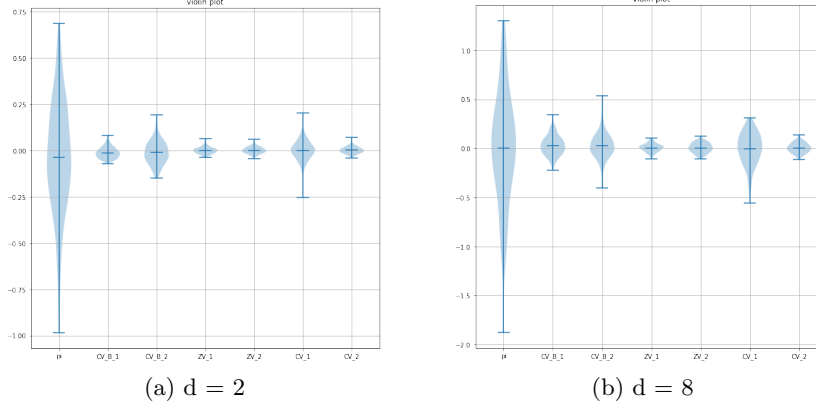 violin plot
0.75
0.50
0.25
0.00
−0.25
−0.50
−0.75
−1.00
pi CV_B_1 CV_B_2 ZV_1 ZV_2 CV_1 CV_2
(a) d = 2
violin plot
1.0
0.5
0.0
−0.5
−1.0
−1.5
−2.0
pi CV_B_1 CV_B_2 ZV_1 ZV_2 CV_1 CV_2
(b) d = 8